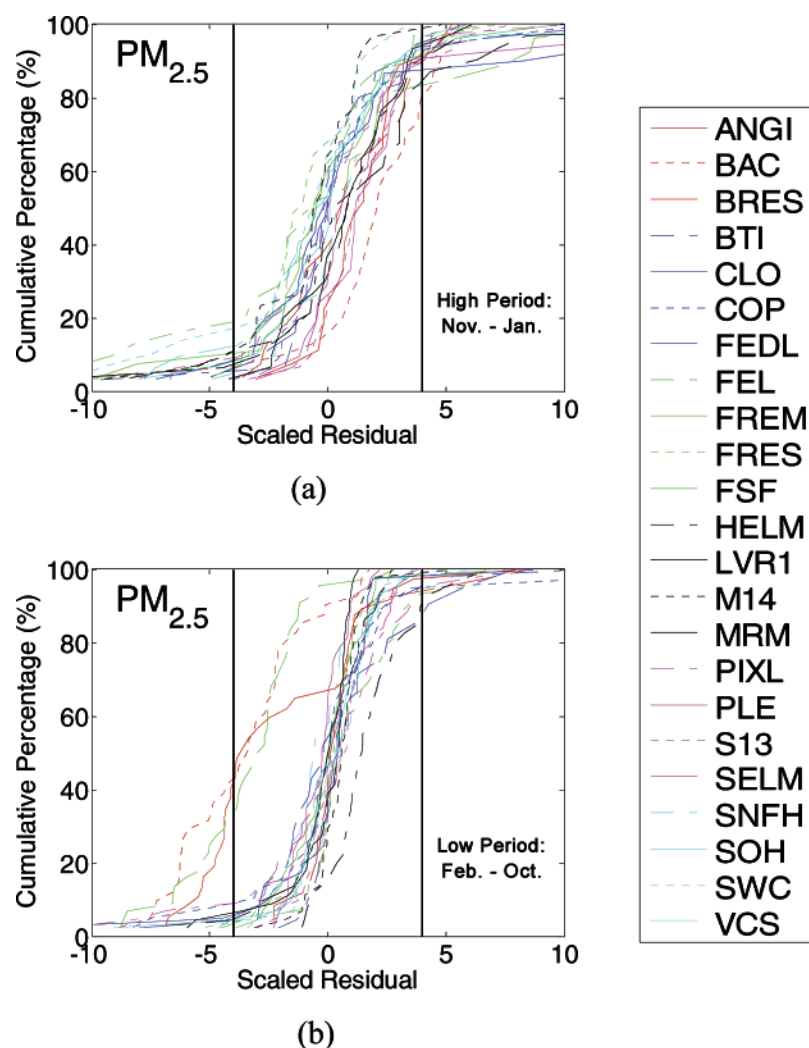 PM2.5
Cumulative Percentage (%)
100
80
60
40
20
0
High Period:
Nov. - Jan.
-10
-5
0
5
10
Scaled Residual
(a)
PM2.5
Cumulative Percentage (%)
100
80
60
40
20
0
Low Period:
Feb. - Oct.
-10
-5
0
5
10
Scaled Residual
(b)
ANGI
BAC
BRES
BTI
CLO
COP
FEDL
FEL
FREM
FRES
FSF
HELM
LVR1
M14
MRM
PIXL
PLE
S13
SELM
SNFH
SOH
SWC
VCS